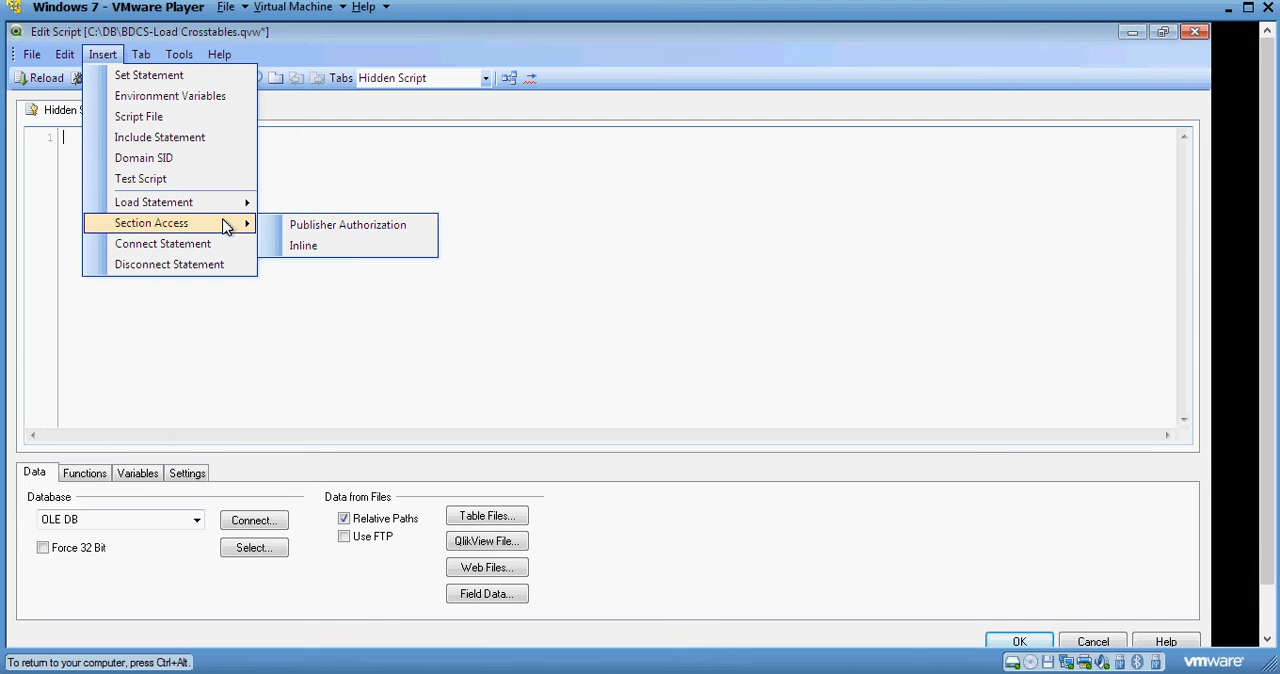 Windows 7 - VMware Player File Virtual Machine Help
Edit Script [C:\DB\BDCS-Load Crosstables.qvw*]
File Edit Insert Tab Tools Help
Reload Tabs Hidden Script
Set Statement
Environment Variables
Script File
Include Statement
Domain SID
Test Script
Load Statement
Section Access
Connect Statement
Disconnect Statement
Publisher Authorization
Inline
Hidden S
1
Data Functions Variables Settings
Database
OLE DB Connect...
Force 32 Bit Select...
Data from Files
Relative Paths Table Files...
Use FTP QlikView File...
Web Files...
Field Data...
OK Cancel Help
To return to your computer, press Ctrl+Alt.
vmware